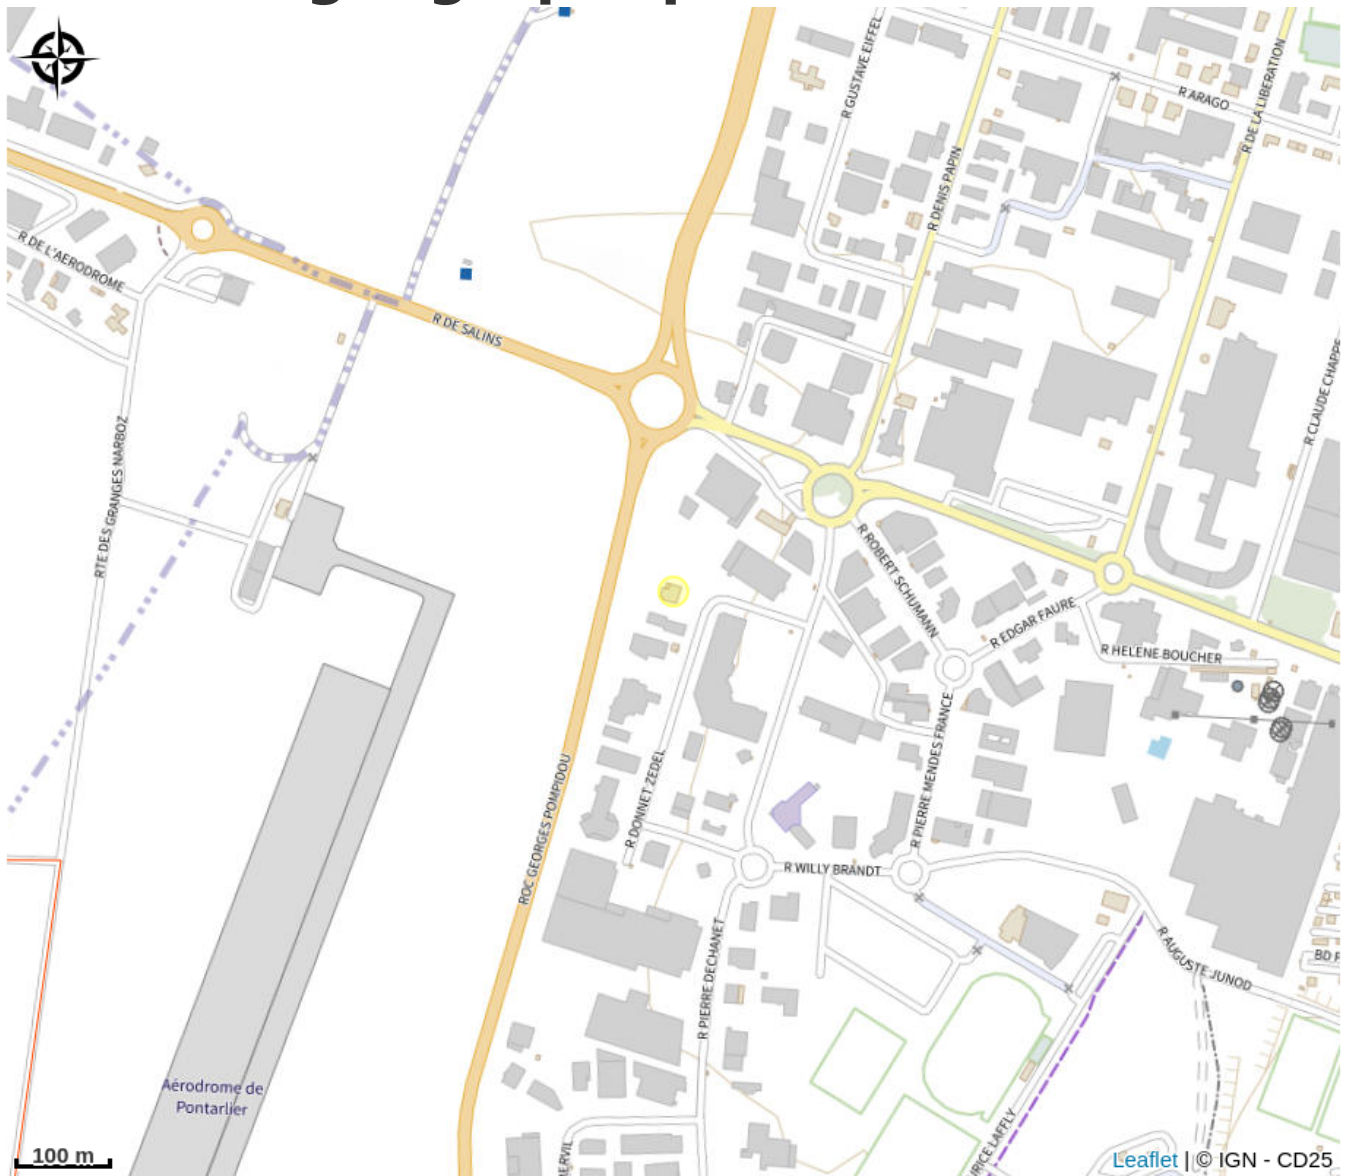 R GUSTAVE EIFFEL
R ARAGO
R DE LA LIBERATION
R DENIS PAPIN
R DE L'AERODROME
R DE SALINS
R CLAUDE CHAPPE
RTE DES GRANGES NARBOZ
R ROBERT SCHUMANN
R EDGAR FAURE
R HELENE BOUCHER
R PIERRE MENDES FRANCE
ROC GEORGES POMPIDOU
R DONNET ZEDEL
R WILLY BRANDT
R PIERRE DECHANET
R AUGUSTE JUNOD
BD
Aérodrome de
Pontarlier
LAFFLY
100 m
Leaflet | © IGN - CD25